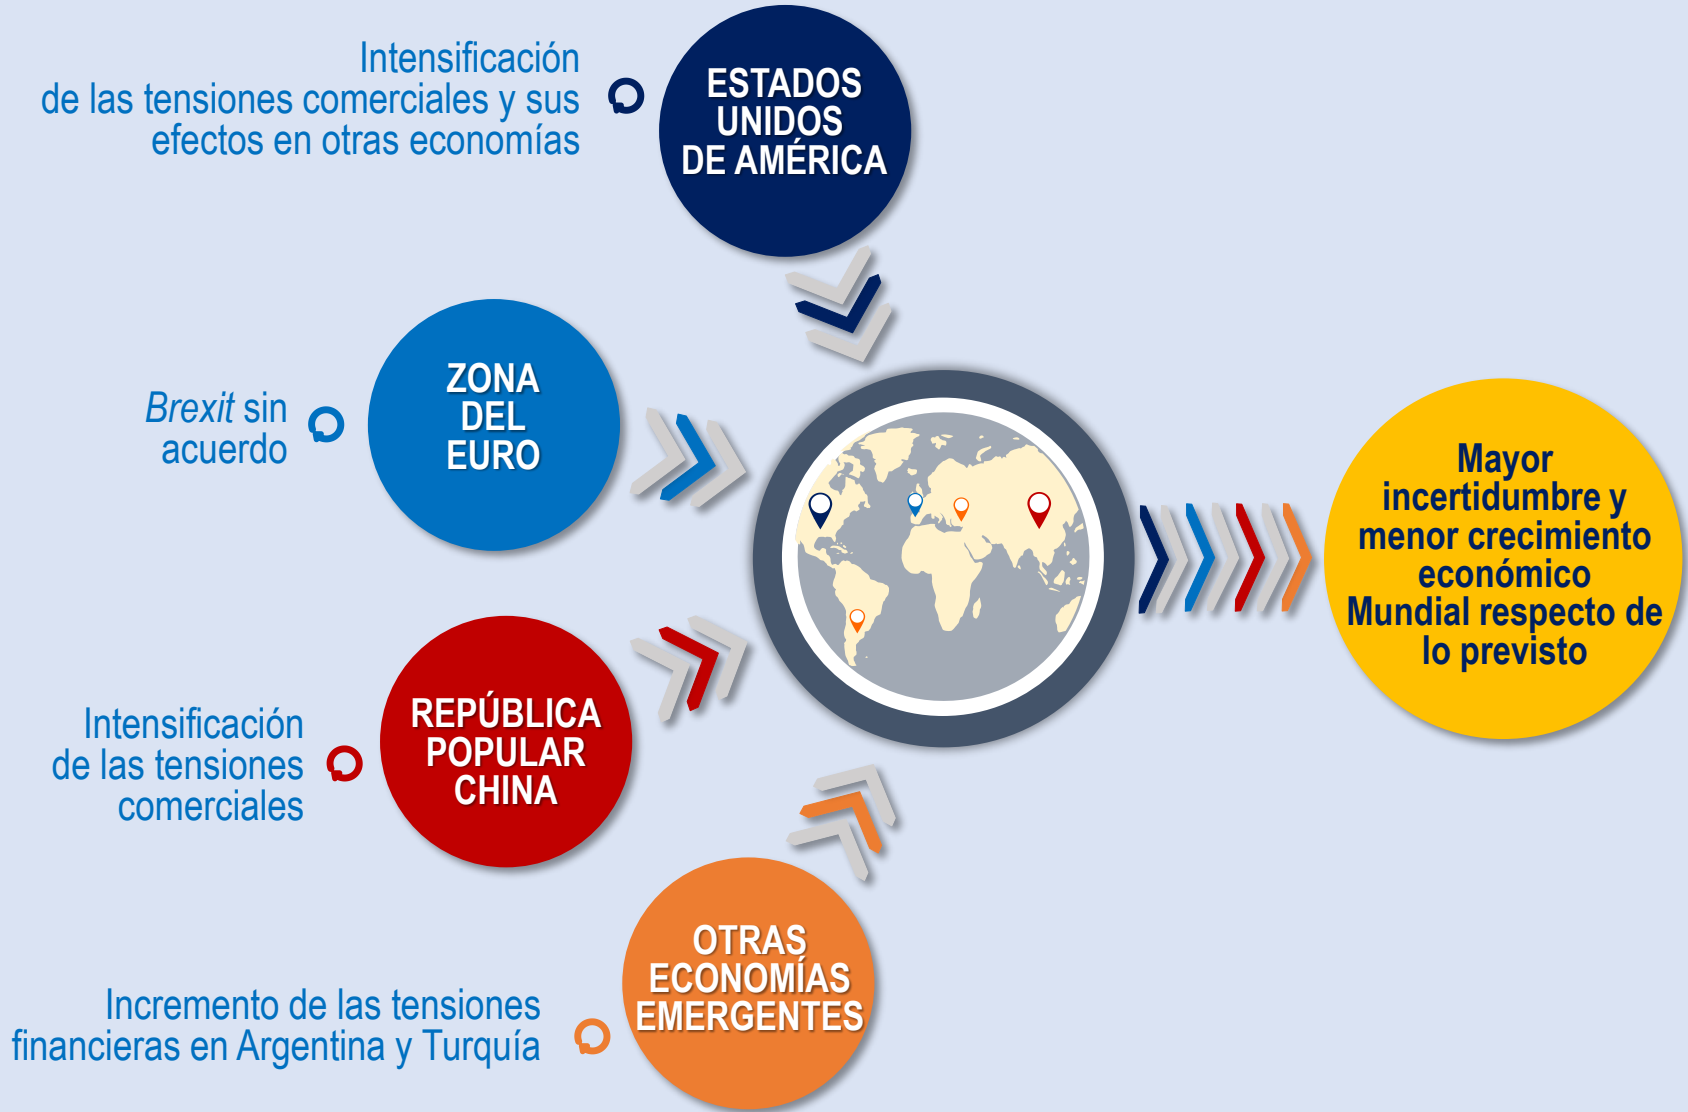 Intensificación
de las tensiones comerciales y sus
efectos en otras economías
ESTADOS
UNIDOS
DE AMÉRICA
Brexit sin
acuerdo
ZONA
DEL
EURO
Intensificación
de las tensiones
comerciales
REPÚBLICA
POPULAR
CHINA
Incremento de las tensiones
financieras en Argentina y Turquía
OTRAS
ECONOMÍAS
EMERGENTES
Mayor
incertidumbre y
menor crecimiento
económico
Mundial respecto de
lo previsto